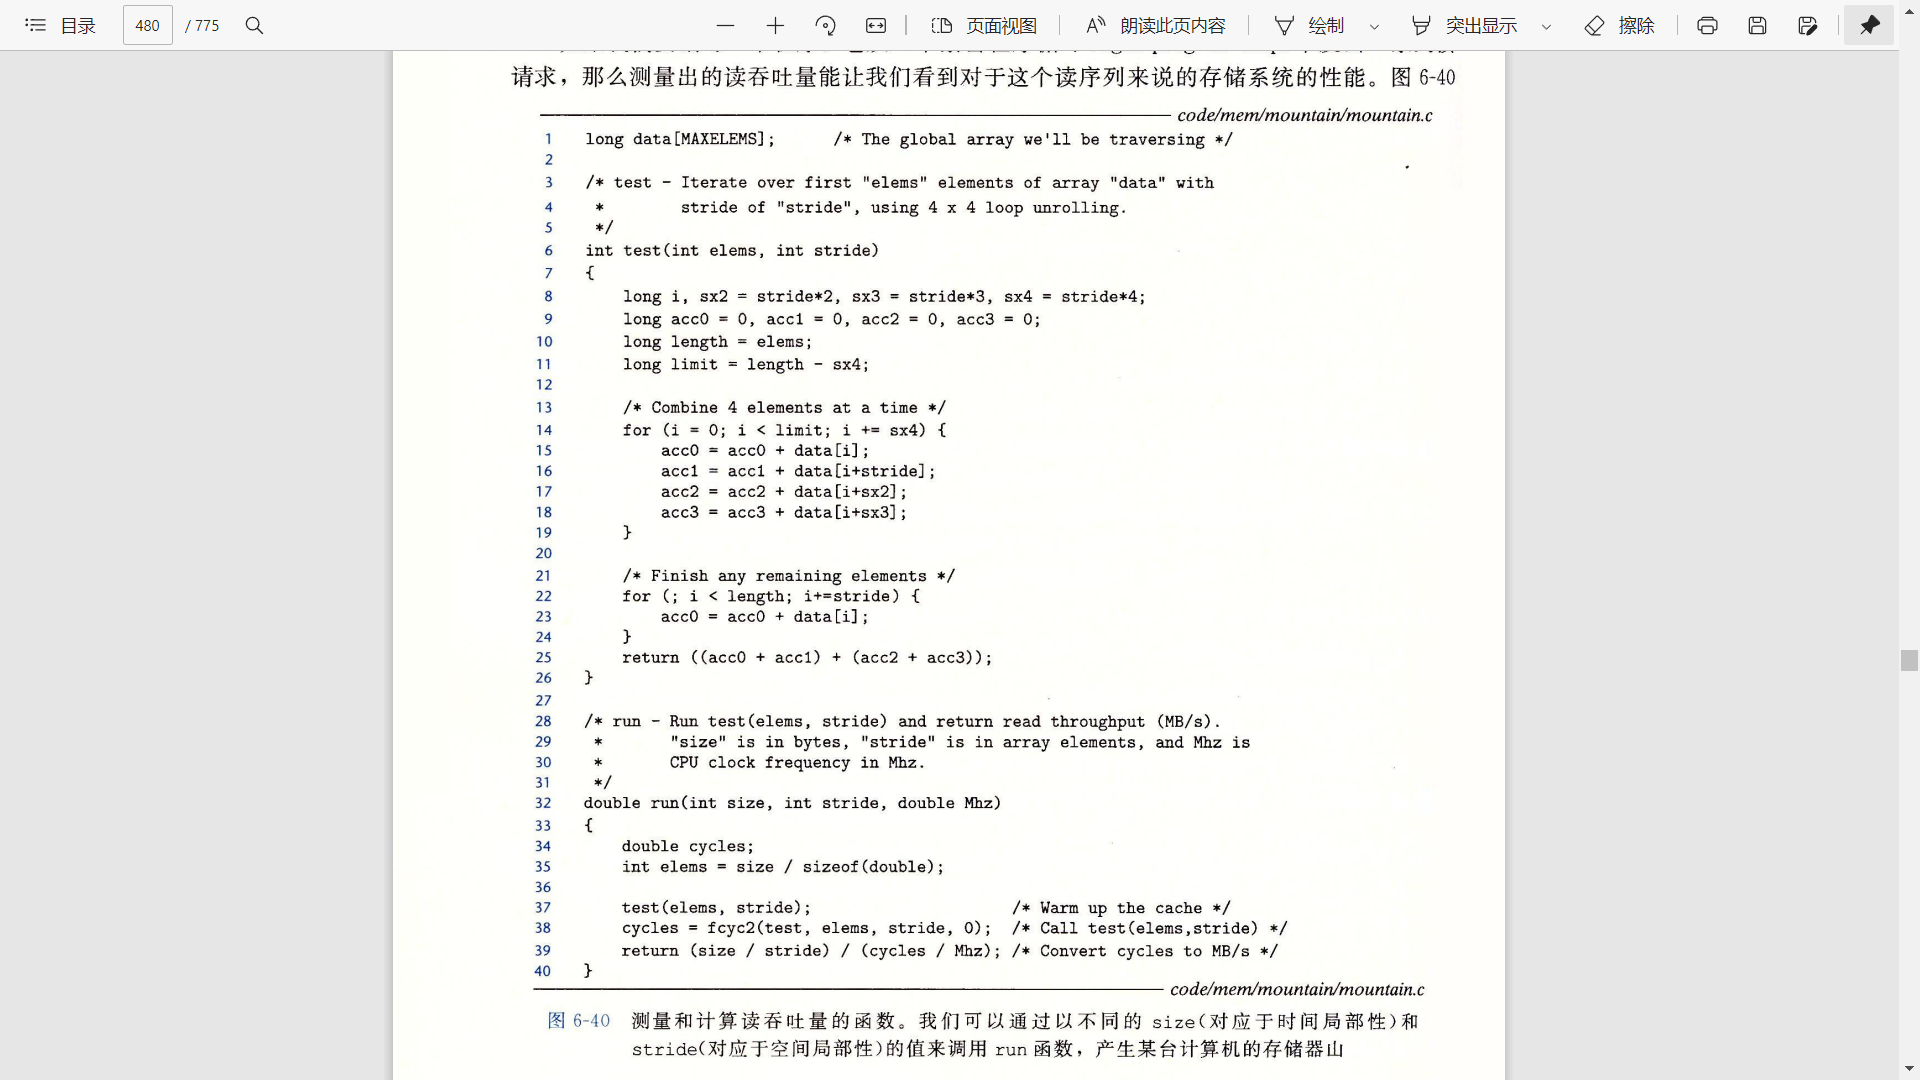 目录 480 / 775 页面视图 朗读此页内容 绘制 突出显示 擦除
请求，那么测量出的读吞吐量能让我们看到对于这个读序列来说的存储系统的性能。图 6-40
code/mem/mountain/mountain.c
1 long data[MAXELEMS]; /* The global array we'll be traversing */
2
3 /* test - Iterate over first "elems" elements of array "data" with
4 * stride of "stride", using 4 x 4 loop unrolling.
5 */
6 int test(int elems, int stride)
7 {
8 long i, sx2 = stride*2, sx3 = stride*3, sx4 = stride*4;
9 long acc0 = 0, acc1 = 0, acc2 = 0, acc3 = 0;
10 long length = elems;
11 long limit = length - sx4;
12
13 /* Combine 4 elements at a time */
14 for (i = 0; i < limit; i += sx4) {
15 acc0 = acc0 + data[i];
16 acc1 = acc1 + data[i+stride];
17 acc2 = acc2 + data[i+sx2];
18 acc3 = acc3 + data[i+sx3];
19 }
20
21 /* Finish any remaining elements */
22 for (; i < length; i+=stride) {
23 acc0 = acc0 + data[i];
24 }
25 return ((acc0 + acc1) + (acc2 + acc3));
26 }
27
28 /* run - Run test(elems, stride) and return read throughput (MB/s).
29 * "size" is in bytes, "stride" is in array elements, and Mhz is
30 * CPU clock frequency in Mhz.
31 */
32 double run(int size, int stride, double Mhz)
33 {
34 double cycles;
35 int elems = size / sizeof(double);
36
37 test(elems, stride); /* Warm up the cache */
38 cycles = fcyc2(test, elems, stride, 0); /* Call test(elems,stride) */
39 return (size / stride) / (cycles / Mhz); /* Convert cycles to MB/s */
40 }
code/mem/mountain/mountain.c
图 6-40 测量和计算读吞吐量的函数。我们可以通过以不同的 size(对应于时间局部性)和
stride(对应于空间局部性)的值来调用 run 函数，产生某台计算机的存储器山